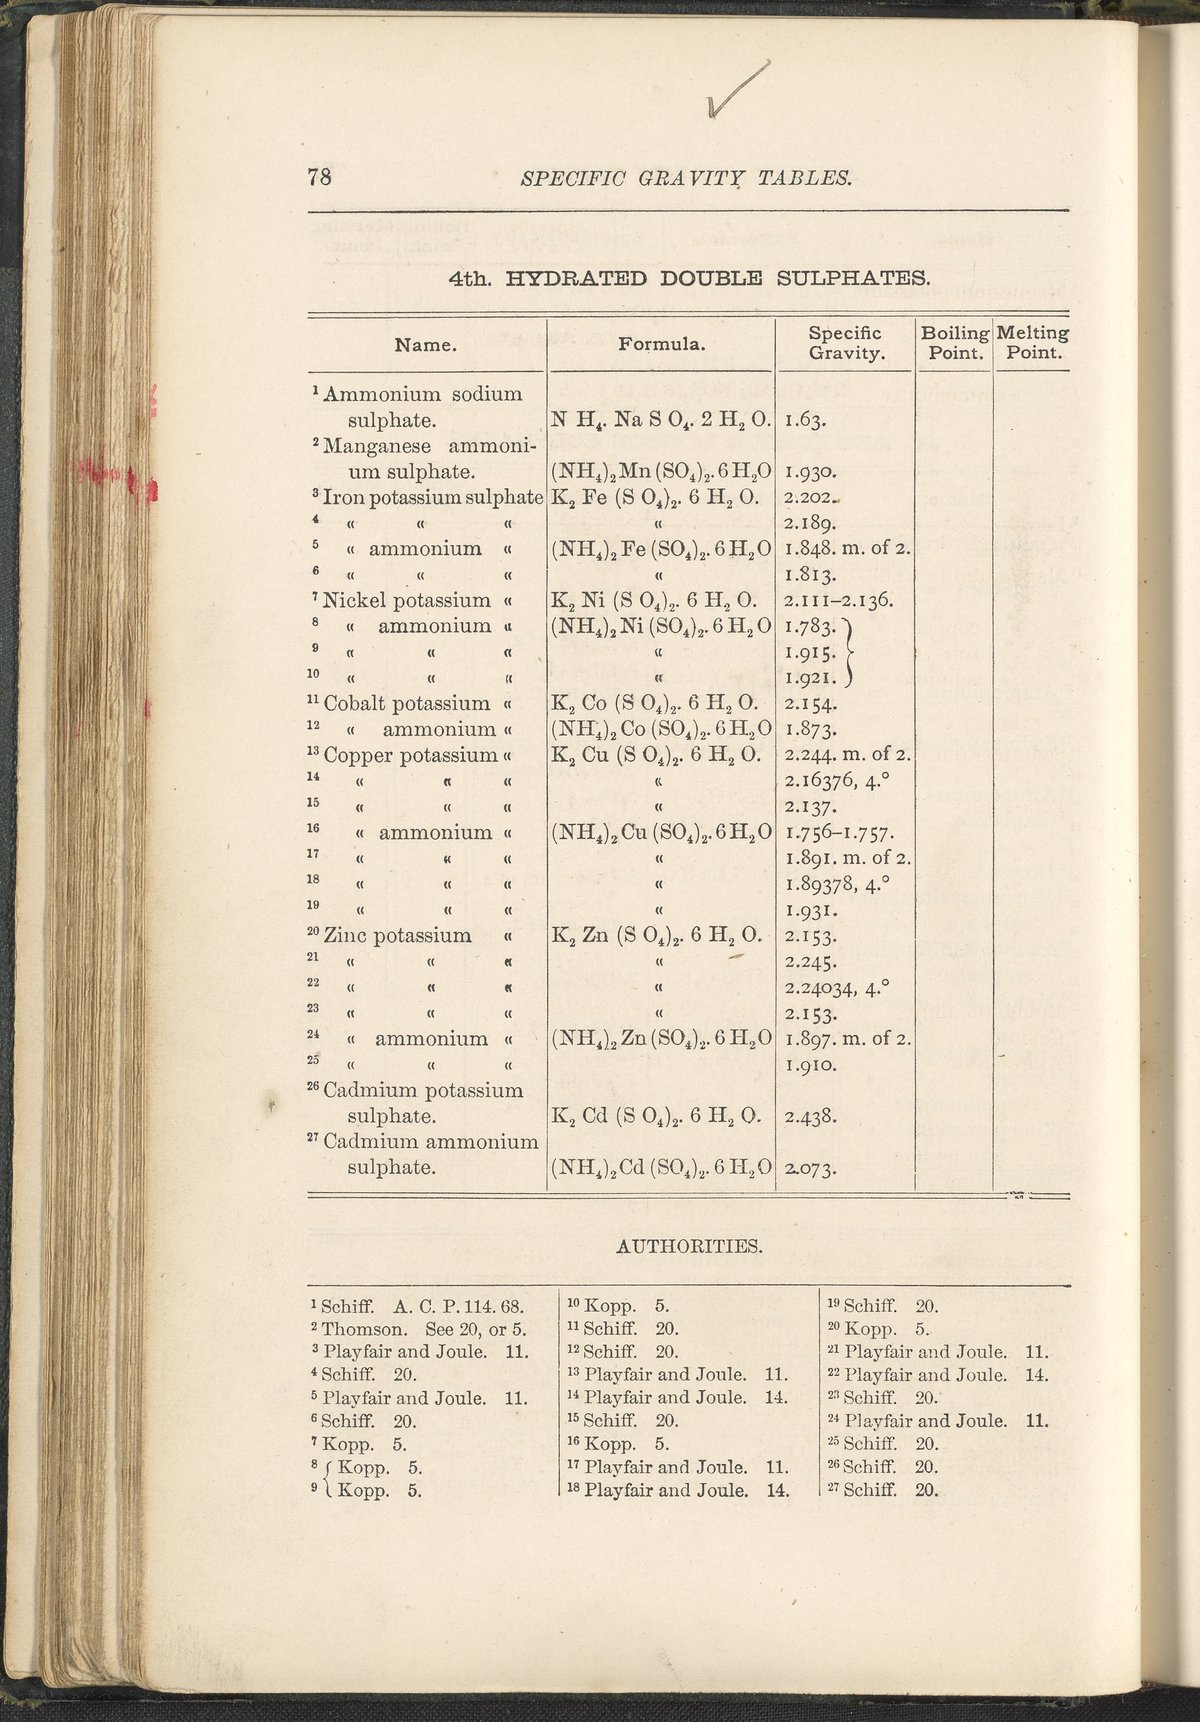 78 SPECIFIC GRAVITY TABLES.
4th. HYDRATED DOUBLE SULPHATES.
Name. Formula. Specific Gravity. Boiling Point. Melting Point.
¹ Ammonium sodium
sulphate. N H₄. Na S O₄. 2 H₂ O. 1.63.
² Manganese ammoni-
um sulphate. (NH₄)₂ Mn (SO₄)₂. 6 H₂O 1.930.
³ Iron potassium sulphate K₂ Fe (S O₄)₂. 6 H₂ O. 2.202.
⁴ “ “ “ “ 2.189.
⁵ “ ammonium “ (NH₄)₂ Fe (SO₄)₂. 6 H₂O 1.848. m. of 2.
⁶ “ “ “ “ 1.813.
⁷ Nickel potassium “ K₂ Ni (S O₄)₂. 6 H₂ O. 2.111–2.136.
⁸ “ ammonium “ (NH₄)₂ Ni (SO₄)₂. 6 H₂O 1.783.
⁹ “ “ “ “ 1.915.
¹⁰ “ “ “ “ 1.921.
¹¹ Cobalt potassium “ K₂ Co (S O₄)₂. 6 H₂ O. 2.154.
¹² “ ammonium “ (NH₄)₂ Co (SO₄)₂. 6 H₂O 1.873.
¹³ Copper potassium “ K₂ Cu (S O₄)₂. 6 H₂ O. 2.244. m. of 2.
¹⁴ “ “ “ “ 2.16376, 4.°
¹⁵ “ “ “ “ 2.137.
¹⁶ “ ammonium “ (NH₄)₂ Cu (SO₄)₂. 6 H₂O 1.756–1.757.
¹⁷ “ “ “ “ 1.891. m. of 2.
¹⁸ “ “ “ “ 1.89378, 4.°
¹⁹ “ “ “ “ 1.931.
²⁰ Zinc potassium “ K₂ Zn (S O₄)₂. 6 H₂ O. 2.153.
²¹ “ “ “ “ 2.245.
²² “ “ “ “ 2.24034, 4.°
²³ “ “ “ “ 2.153.
²⁴ “ ammonium “ (NH₄)₂ Zn (SO₄)₂. 6 H₂O 1.897. m. of 2.
²⁵ “ “ “ 1.910.
²⁶ Cadmium potassium
sulphate. K₂ Cd (S O₄)₂. 6 H₂ O. 2.438.
²⁷ Cadmium ammonium
sulphate. (NH₄)₂ Cd (SO₄)₂. 6 H₂O 2.073.
AUTHORITIES.
¹ Schiff. A. C. P. 114. 68.
² Thomson. See 20, or 5.
³ Playfair and Joule. 11.
⁴ Schiff. 20.
⁵ Playfair and Joule. 11.
⁶ Schiff. 20.
⁷ Kopp. 5.
⁸ { Kopp. 5.
⁹ { Kopp. 5.
¹⁰ Kopp. 5.
¹¹ Schiff. 20.
¹² Schiff. 20.
¹³ Playfair and Joule. 11.
¹⁴ Playfair and Joule. 14.
¹⁵ Schiff. 20.
¹⁶ Kopp. 5.
¹⁷ Playfair and Joule. 11.
¹⁸ Playfair and Joule. 14.
¹⁹ Schiff. 20.
²⁰ Kopp. 5.
²¹ Playfair and Joule. 11.
²² Playfair and Joule. 14.
²³ Schiff. 20.
²⁴ Playfair and Joule. 11.
²⁵ Schiff. 20.
²⁶ Schiff. 20.
²⁷ Schiff. 20.